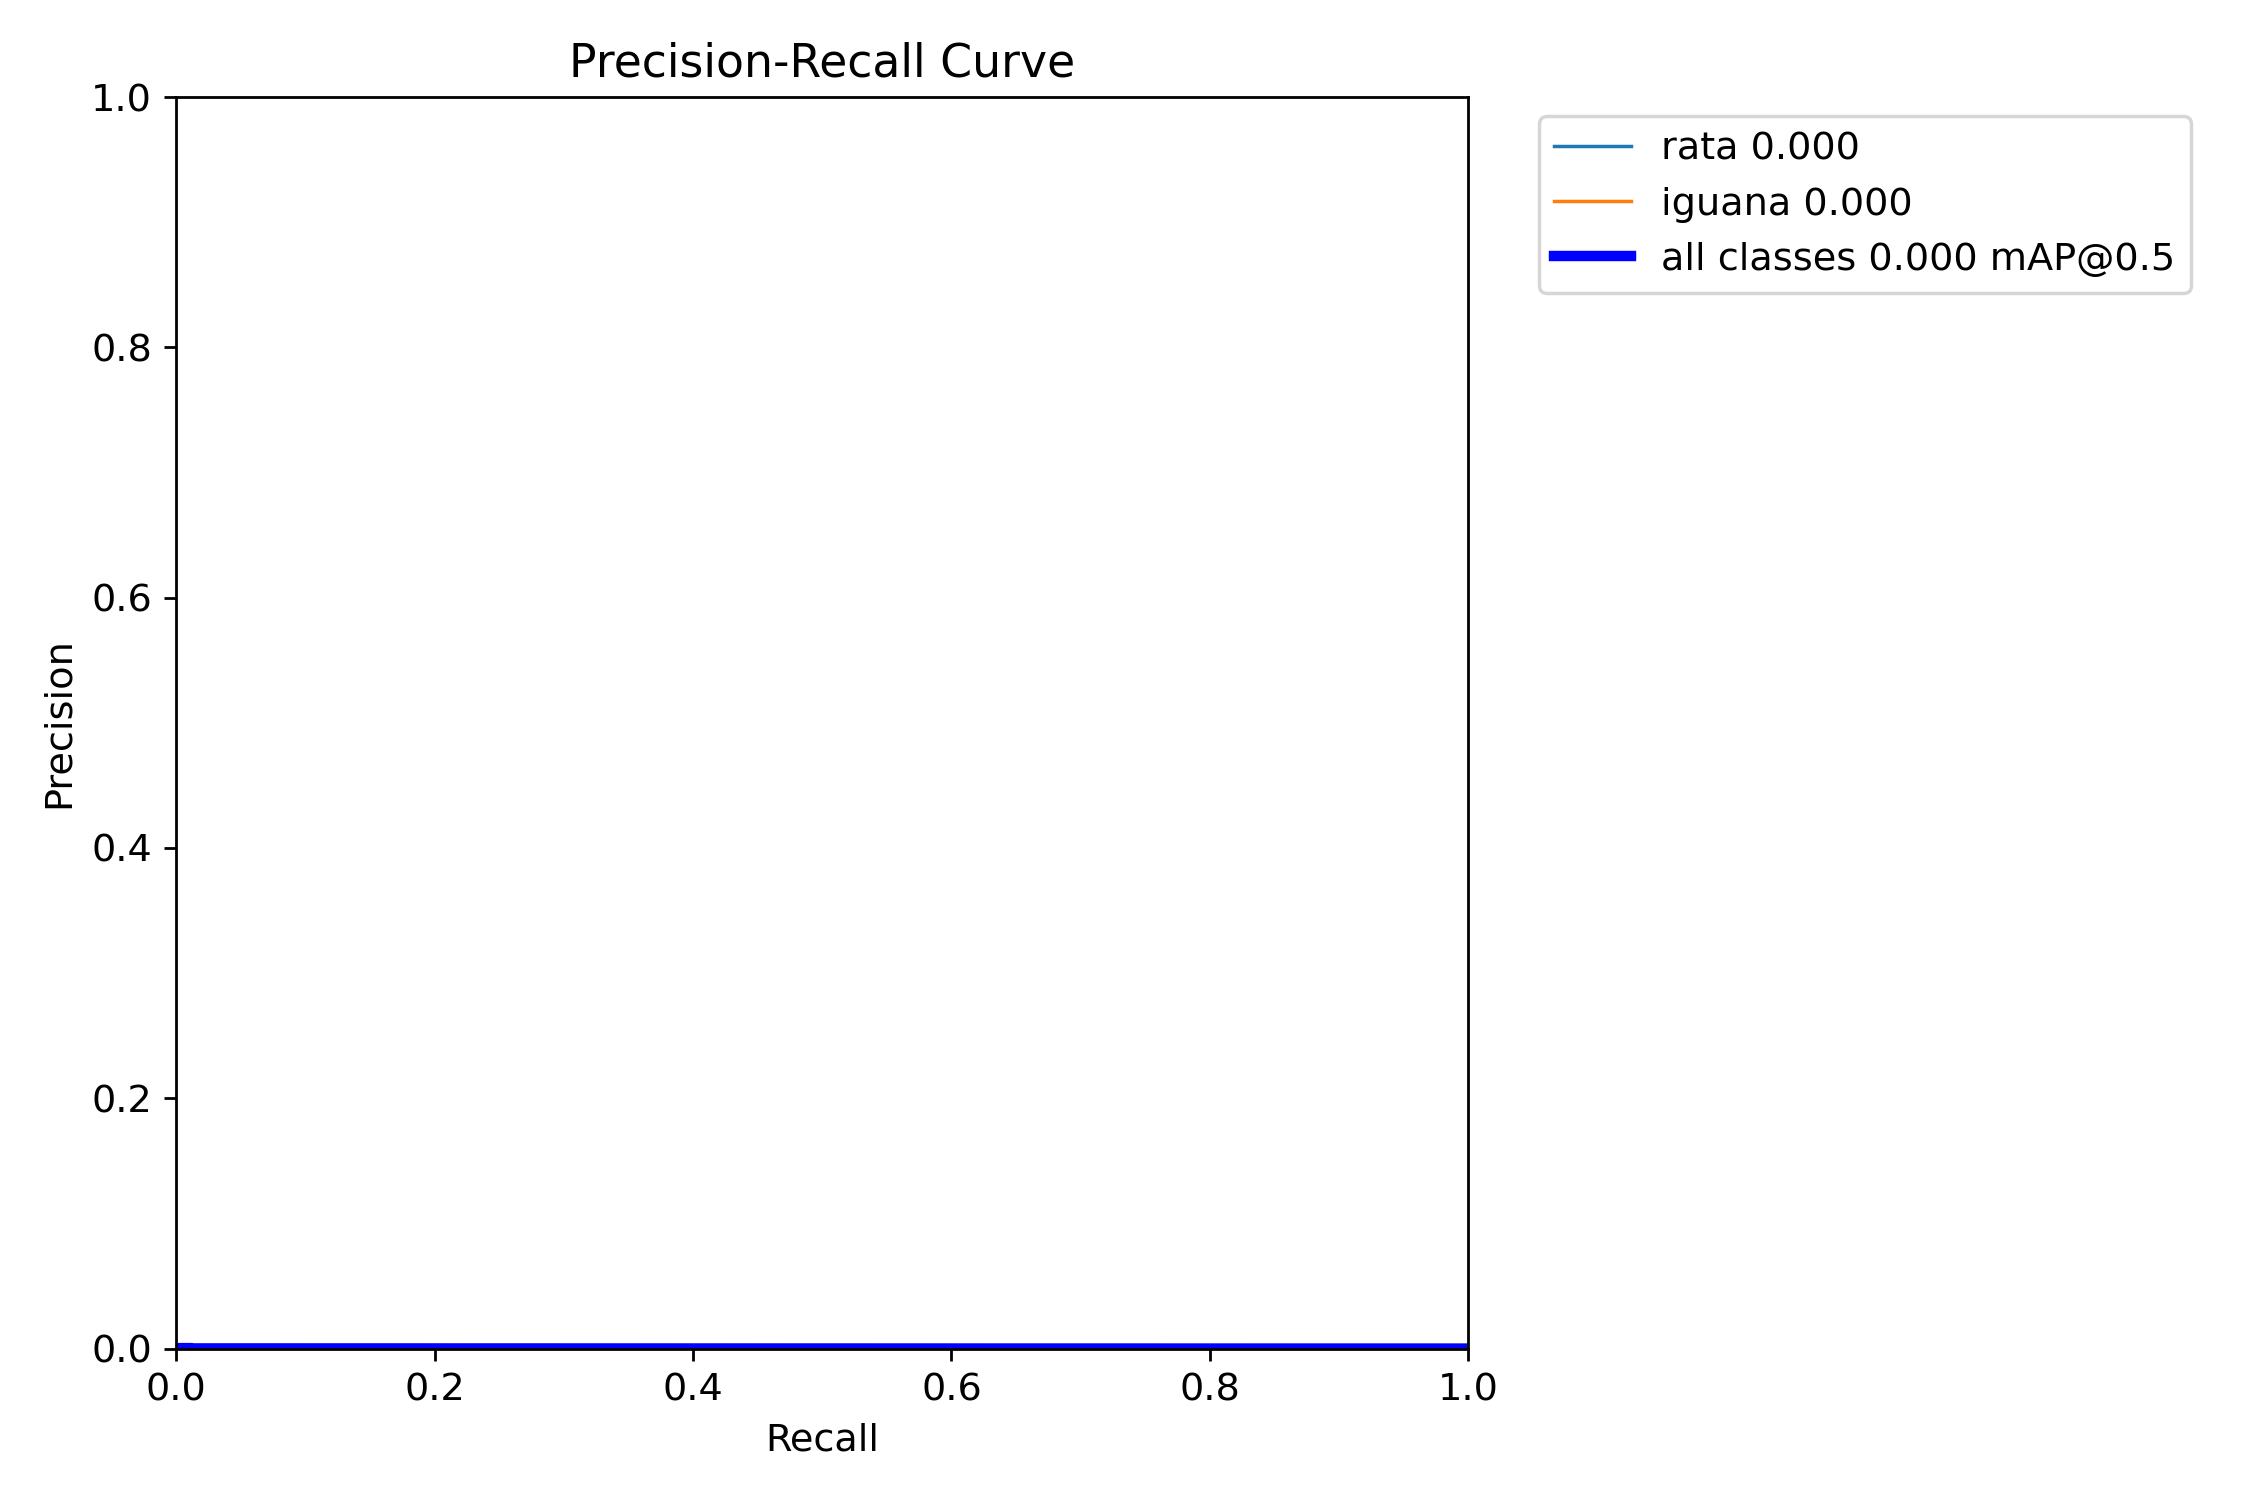 Precision-Recall Curve
1.0
0.8
0.6
0.4
0.2
0.0
Precision
0.0 0.2 0.4 0.6 0.8 1.0
Recall
rata 0.000
iguana 0.000
all classes 0.000 mAP@0.5